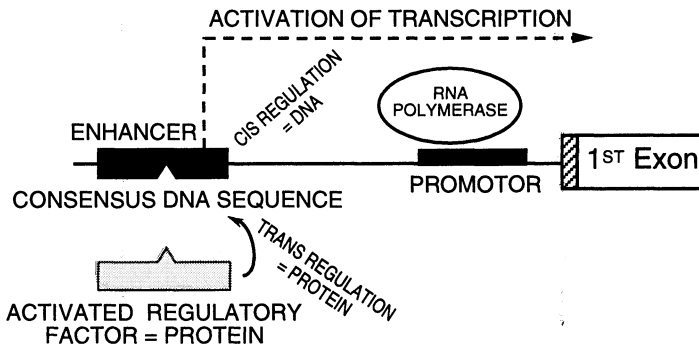 ACTIVATION OF TRANSCRIPTION
CIS REGULATION
= DNA
RNA
POLYMERASE
ENHANCER
1ST Exon
PROMOTOR
CONSENSUS DNA SEQUENCE
TRANS REGULATION
= PROTEIN
ACTIVATED REGULATORY
FACTOR = PROTEIN